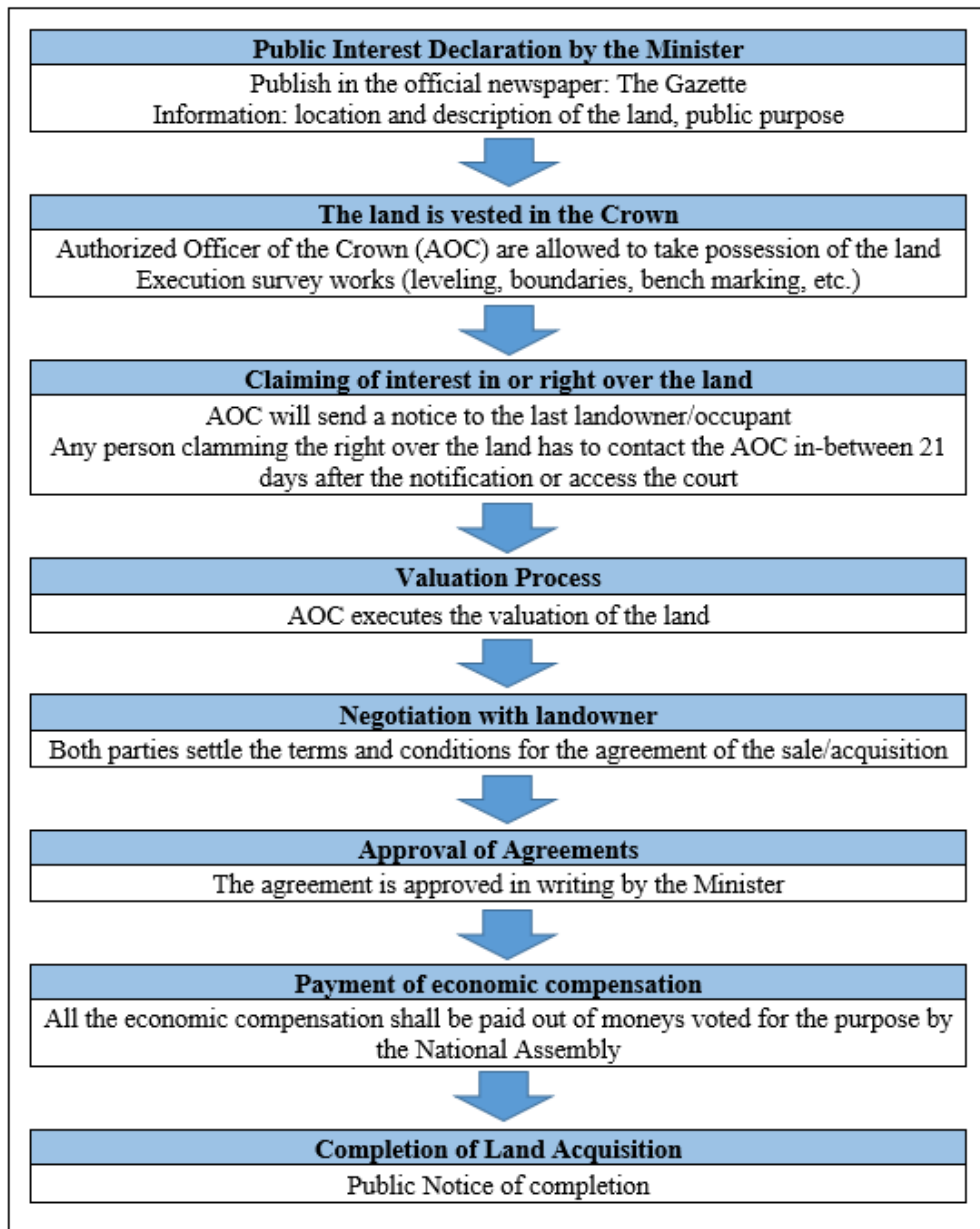 Public Interest Declaration by the Minister
Publish in the official newspaper: The Gazette
Information: location and description of the land, public purpose
The land is vested in the Crown
Authorized Officer of the Crown (AOC) are allowed to take possession of the land
Execution survey works (leveling, boundaries, bench marking, etc.)
Claiming of interest in or right over the land
AOC will send a notice to the last landowner/occupant
Any person clamming the right over the land has to contact the AOC in-between 21
days after the notification or access the court
Valuation Process
AOC executes the valuation of the land
Negotiation with landowner
Both parties settle the terms and conditions for the agreement of the sale/acquisition
Approval of Agreements
The agreement is approved in writing by the Minister
Payment of economic compensation
All the economic compensation shall be paid out of moneys voted for the purpose by
the National Assembly
Completion of Land Acquisition
Public Notice of completion